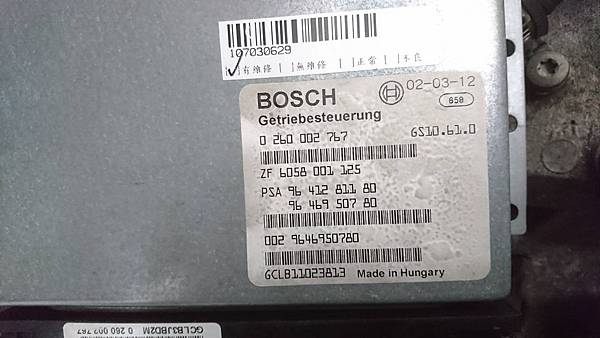 107030629
✓有維修 | ]無維修 | ]正常 | ]不良
BOSCH 02-03-12
658
Getriebesteuerung
0 260 002 767 GS10.61.0
ZF 6058 001 125
PSA 96 412 811 80
96 469 507 80
002 9646950780
GCLB11023813 Made in Hungary
GCLB3JBD2M 0 260 002 767